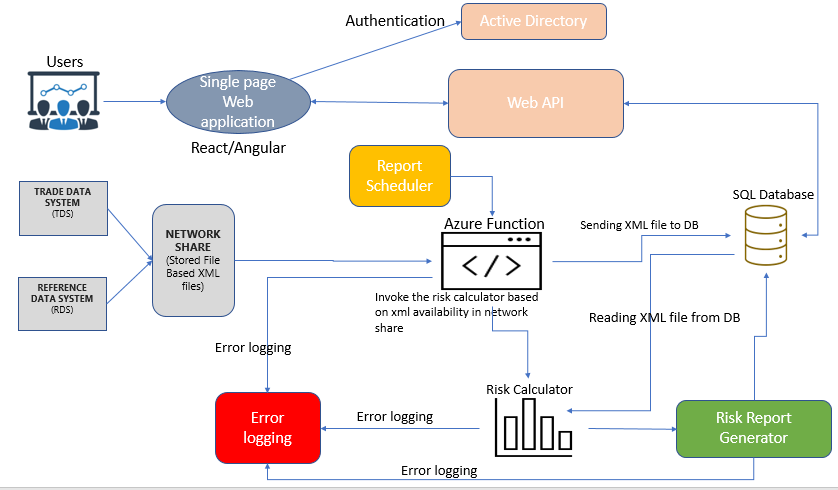 Authentication
Active Directory
Users
Single page
Web
application
Web API
React/Angular
Report
Scheduler
TRADE DATA
SYSTEM
(TDS)
SQL Database
NETWORK
SHARE
(Stored File
Based XML
files)
Azure Function
Sending XML file to DB
</>
REFERENCE
DATA SYSTEM
(RDS)
Invoke the risk calculator based
on xml availability in network
share
Reading XML file from DB
Error logging
Risk Calculator
Error
logging
Error logging
Risk Report
Generator
Error logging